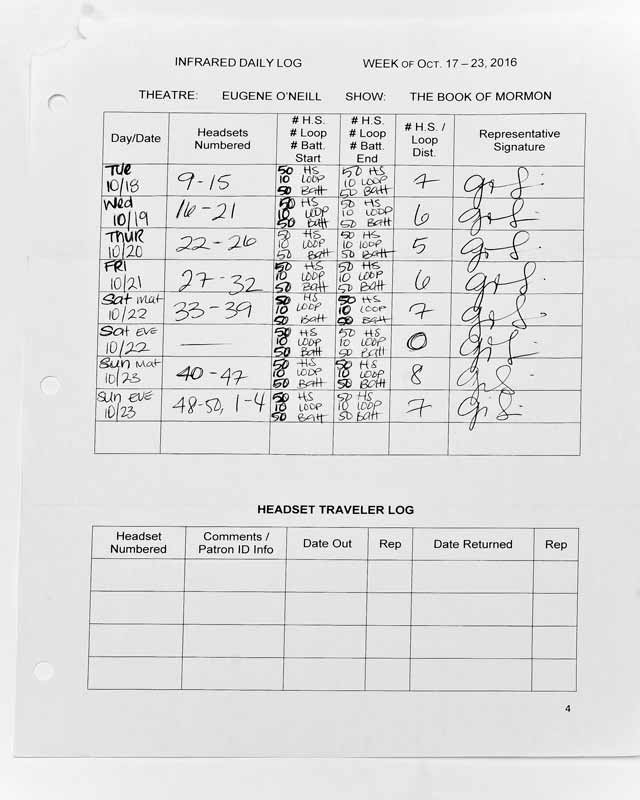 INFRARED DAILY LOG WEEK OF OCT. 17 – 23, 2016
THEATRE: EUGENE O'NEILL SHOW: THE BOOK OF MORMON
Day/Date Headsets Numbered # H.S. # Loop # Batt. Start # H.S. # Loop # Batt. End # H.S. / Loop Dist. Representative Signature
TUE 10/18 9-15 50 HS 10 LOOP 50 Batt 50 HS 10 LOOP 50 Batt 7
Wed 10/19 16-21 50 HS 10 LOOP 50 Batt 50 HS 10 LOOP 50 Batt 6
THUR 10/20 22-26 50 HS 10 LOOP 50 Batt 50 HS 10 LOOP 50 Batt 5
FRI 10/21 27-32 50 HS 10 LOOP 50 Batt 50 HS 10 LOOP 50 Batt 6
Sat Mat 10/22 33-39 50 HS 10 LOOP 50 Batt 50 HS 10 LOOP 50 Batt 7
Sat EVE 10/22 — 50 HS 10 LOOP 50 Batt 50 HS 10 LOOP 50 Batt 0
Sun Mat 10/23 40-47 50 HS 10 LOOP 50 Batt 50 HS 10 LOOP 50 Batt 8
Sun EVE 10/23 48-50, 1-4 50 HS 10 LOOP 50 Batt 50 HS 10 LOOP 50 Batt 7
HEADSET TRAVELER LOG
Headset Numbered Comments / Patron ID Info Date Out Rep Date Returned Rep
4